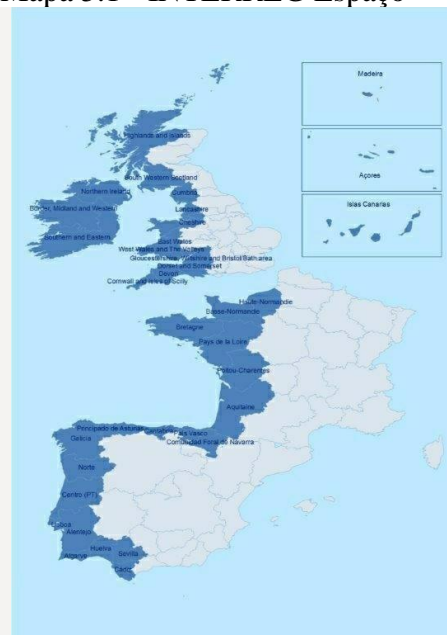 Mapa 3.1 - INTERREG Espaço
Madeira
Açores
Islas Canarias
Highlands and Islands
South Western Scotland
Northern Ireland
Cumbria
Border, Midland and Western
Lancashire
Cheshire
Southern and Eastern
East Wales
West Wales and The Valleys
Gloucestershire, Wiltshire and Bristol/Bath area
Dorset and Somerset
Devon
Cornwall and Isles of Scilly
Haute-Normandie
Basse-Normandie
Bretagne
Pays de la Loire
Poitou-Charentes
Aquitaine
Principado de Asturias
Cantabria
País Vasco
Galicia
Comunidad Foral de Navarra
Norte
Centro (PT)
Lisboa
Alentejo
Huelva
Sevilla
Algarve
Cádiz